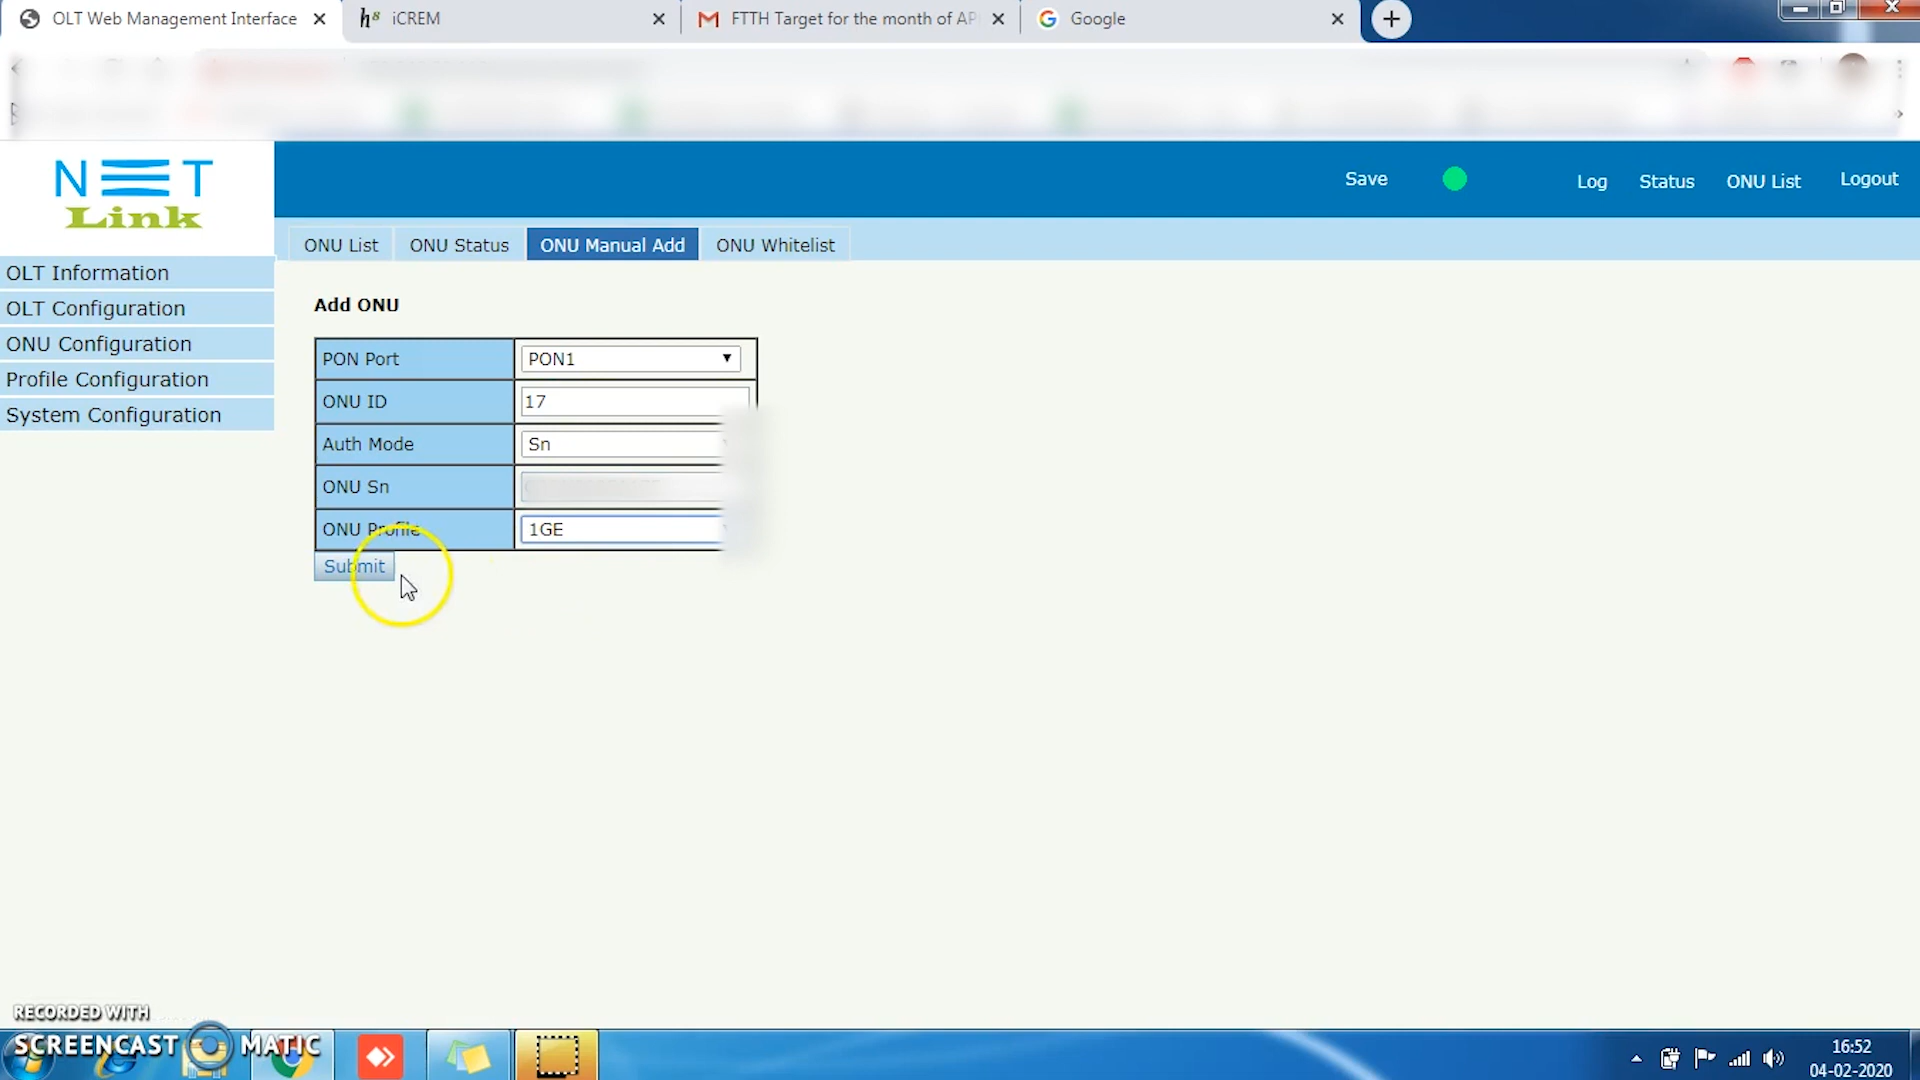 OLT Web Management Interface
h8 iCREM
FTTH Target for the month of AP
Google
NET
Link
Save
Log
Status
ONU List
Logout
ONU List
ONU Status
ONU Manual Add
ONU Whitelist
OLT Information
OLT Configuration
ONU Configuration
Profile Configuration
System Configuration
Add ONU
PON Port PON1
ONU ID 17
Auth Mode Sn
ONU Sn
ONU Profile 1GE
Submit
RECORDED WITH
SCREENCAST MATIC
16:52
04-02-2020